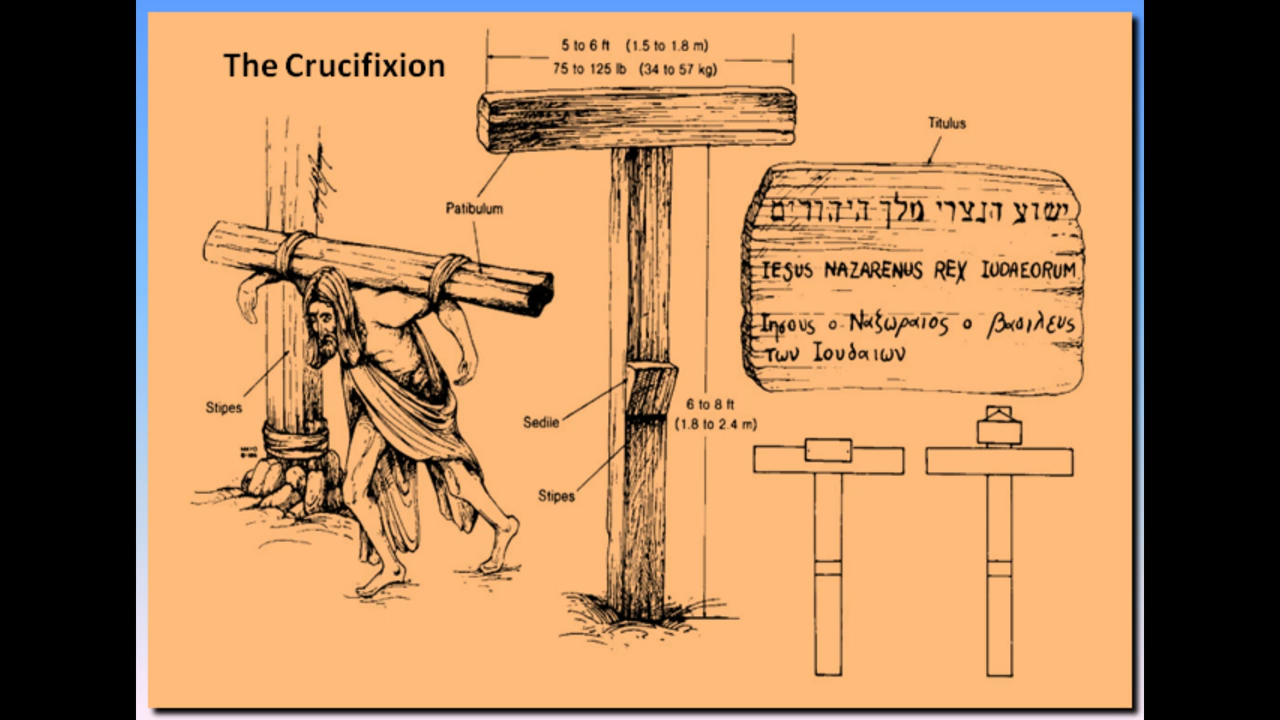 The Crucifixion
5 to 6 ft (1.5 to 1.8 m)
75 to 125 lb (34 to 57 kg)
Titulus
Patibulum
ישוע הנצרי מלך היהודים
IESUS NAZARENUS REX IUDAEORUM
Ιησους ο Ναξωραιος ο βασιλευς
των Ιουδαιων
Stipes
Sedile
6 to 8 ft
(1.8 to 2.4 m)
Stipes